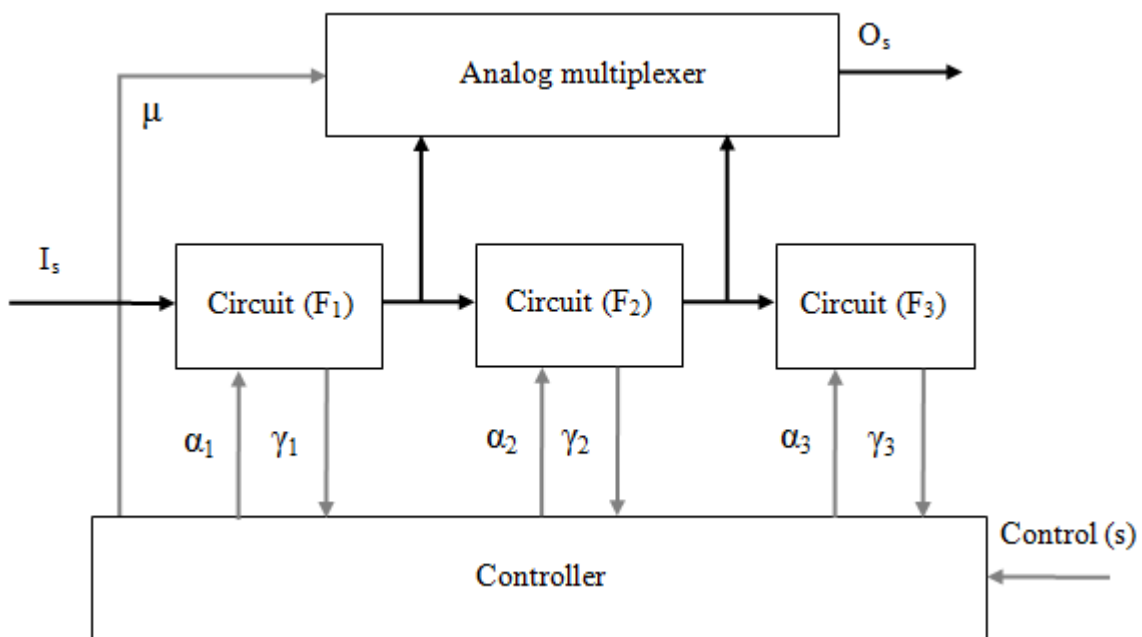 Oₛ
Analog multiplexer
μ
Iₛ
Circuit (F₁)
Circuit (F₂)
Circuit (F₃)
α₁
γ₁
α₂
γ₂
α₃
γ₃
Control (s)
Controller